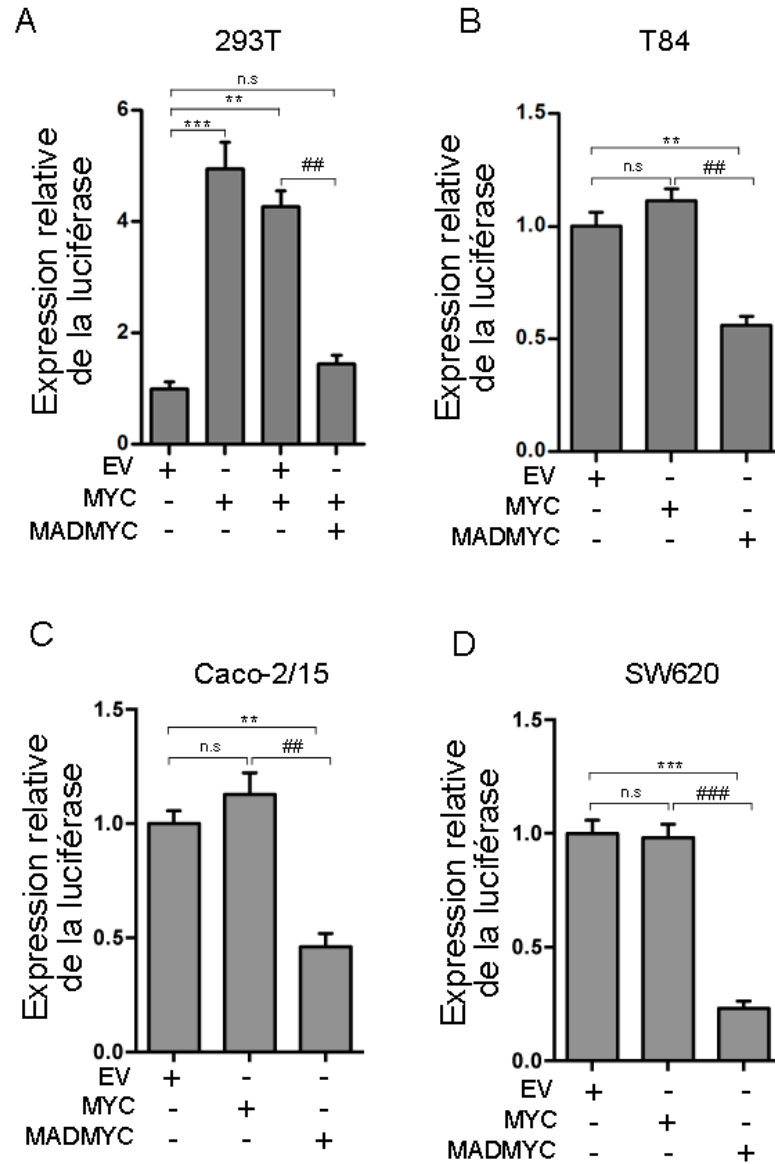 A
293T
Expression relative
de la luciférase
6
4
2
0
n.s
**
***
##
EV + - + -
MYC - + + +
MADMYC - - - +
B
T84
Expression relative
de la luciférase
1.5
1.0
0.5
0.0
**
n.s
##
EV + - -
MYC - + -
MADMYC - - +
C
Caco-2/15
Expression relative
de la luciférase
1.5
1.0
0.5
0.0
**
n.s
##
EV + - -
MYC - + -
MADMYC - - +
D
SW620
Expression relative
de la luciférase
1.5
1.0
0.5
0.0
***
n.s
###
EV + - -
MYC - + -
MADMYC - - +